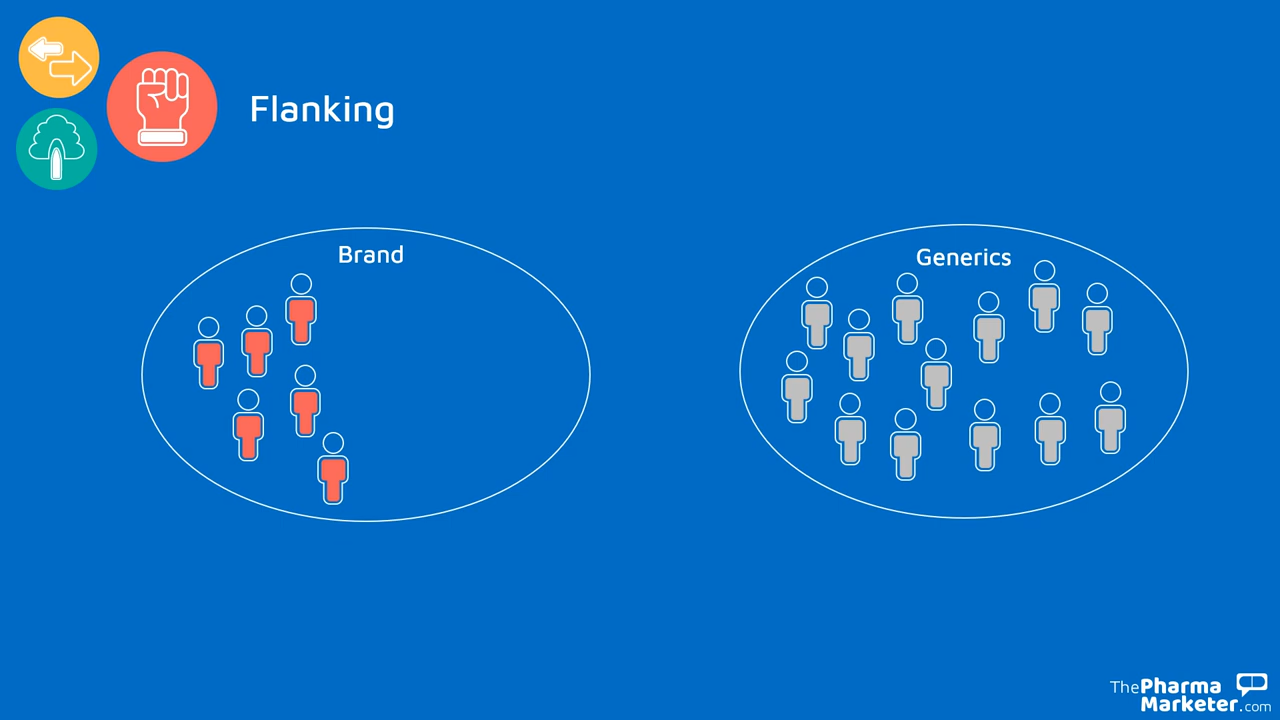 Flanking
Brand
Generics
ThePharma
Marketer.com